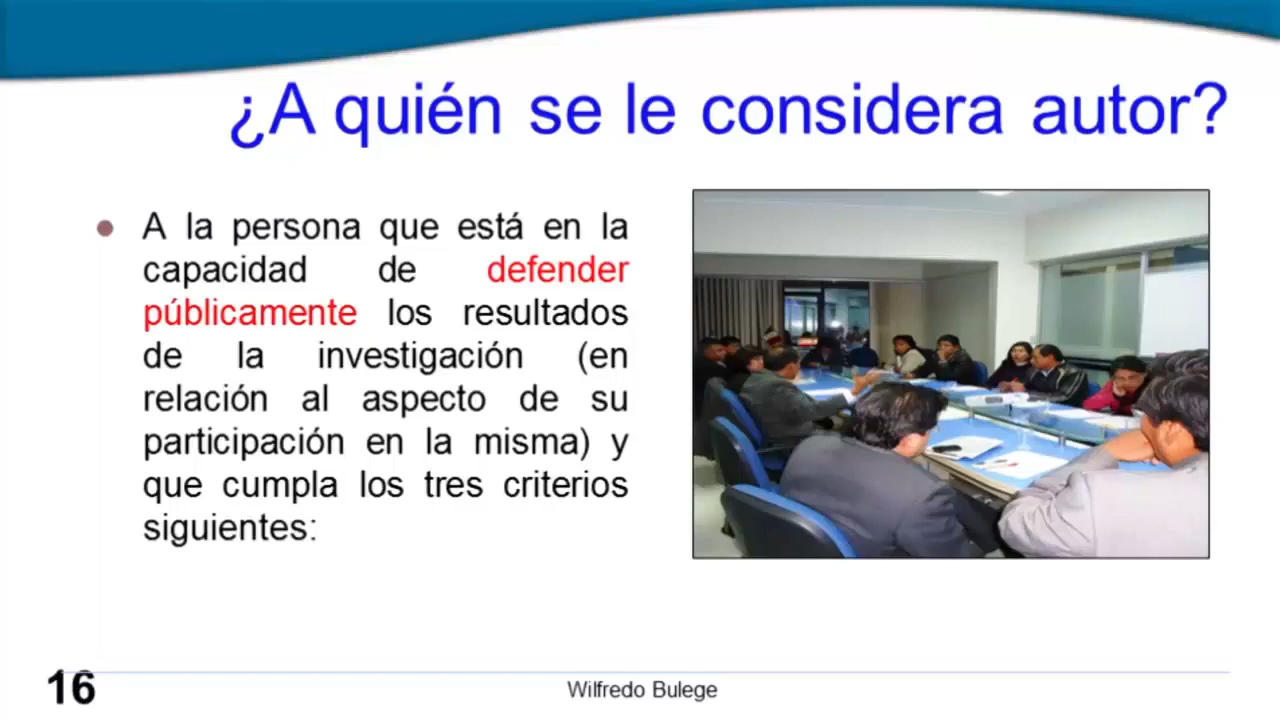 ¿A quién se le considera autor?
A la persona que está en la
capacidad de defender
públicamente los resultados
de la investigación (en
relación al aspecto de su
participación en la misma) y
que cumpla los tres criterios
siguientes:
16
Wilfredo Bulege